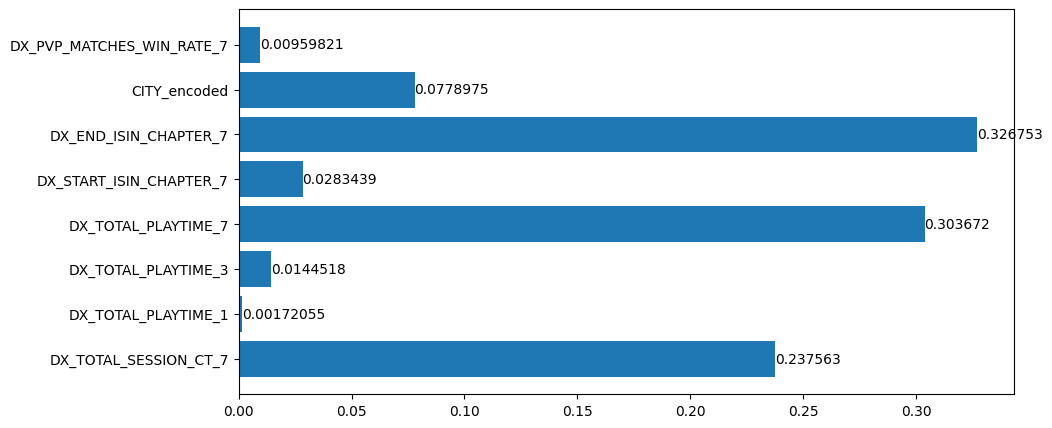 DX_PVP_MATCHES_WIN_RATE_7 0.00959821
CITY_encoded 0.0778975
DX_END_ISIN_CHAPTER_7 0.326753
DX_START_ISIN_CHAPTER_7 0.0283439
DX_TOTAL_PLAYTIME_7 0.303672
DX_TOTAL_PLAYTIME_3 0.0144518
DX_TOTAL_PLAYTIME_1 0.00172055
DX_TOTAL_SESSION_CT_7 0.237563
0.00 0.05 0.10 0.15 0.20 0.25 0.30